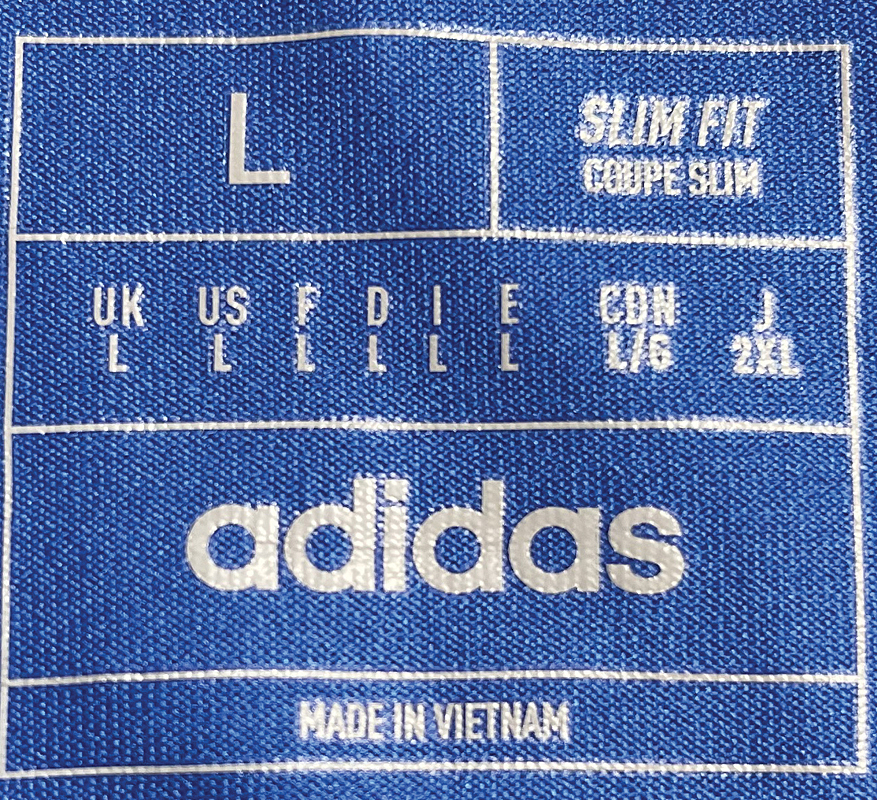 L
SLIM FIT
COUPE SLIM
UK US F D I E CDN J
L L L L L L L/G 2XL
adidas
MADE IN VIETNAM